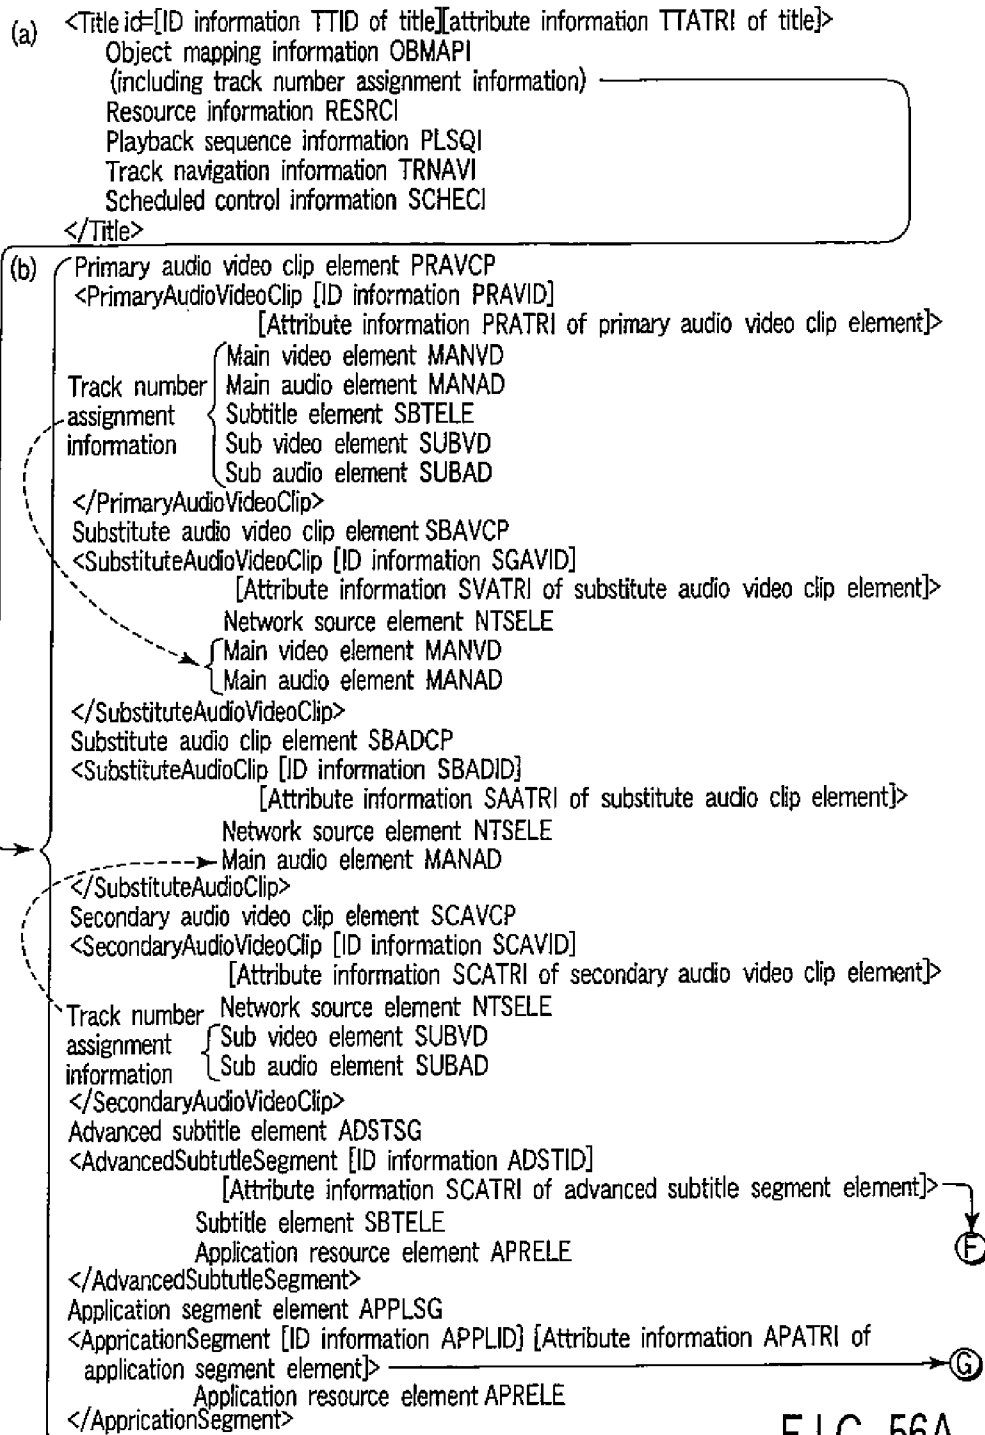 (a) <Title id=[ID information TTID of title][attribute information TTATRI of title]>
Object mapping information OBMAPI
(including track number assignment information)
Resource information RESRCI
Playback sequence information PLSQI
Track navigation information TRNAVI
Scheduled control information SCHECI
</Title>
(b) Primary audio video clip element PRAVCP
<PrimaryAudioVideoClip [ID information PRAVID]
[Attribute information PRATRI of primary audio video clip element]>
Main video element MANVD
Track number Main audio element MANAD
assignment Subtitle element SBTELE
information Sub video element SUBVD
Sub audio element SUBAD
</PrimaryAudioVideoClip>
Substitute audio video clip element SBAVCP
<SubstituteAudioVideoClip [ID information SGAVID]
[Attribute information SVATRI of substitute audio video clip element]>
Network source element NTSELE
Main video element MANVD
Main audio element MANAD
</SubstituteAudioVideoClip>
Substitute audio clip element SBADCP
<SubstituteAudioClip [ID information SBADID]
[Attribute information SAATRI of substitute audio clip element]>
Network source element NTSELE
Main audio element MANAD
</SubstituteAudioClip>
Secondary audio video clip element SCAVCP
<SecondaryAudioVideoClip [ID information SCAVID]
[Attribute information SCATRI of secondary audio video clip element]>
Track number Network source element NTSELE
assignment Sub video element SUBVD
information Sub audio element SUBAD
</SecondaryAudioVideoClip>
Advanced subtitle element ADSTSG
<AdvancedSubtutleSegment [ID information ADSTID]
[Attribute information SCATRI of advanced subtitle segment element]>
Subtitle element SBTELE
F
Application resource element APRELE
</AdvancedSubtutleSegment>
Application segment element APPLSG
<AppricationSegment [ID information APPLID] [Attribute information APATRI of
application segment element]> G
Application resource element APRELE
</AppricationSegment>
FIG. 56A